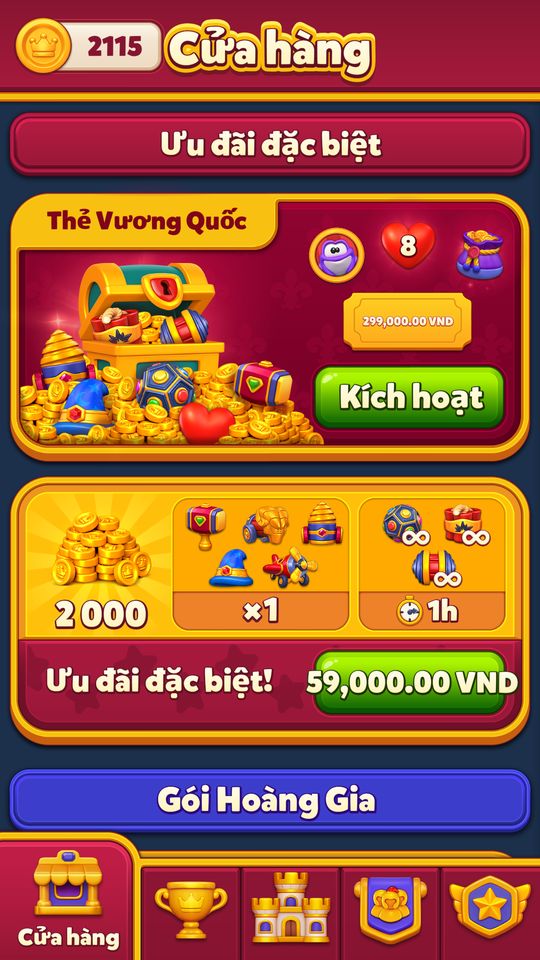 2115
Cửa hàng
Ưu đãi đặc biệt
Thẻ Vương Quốc
8
299,000.00 VND
Kích hoạt
2 000
×1
∞
∞
∞
1h
Ưu đãi đặc biệt!
59,000.00 VND
Gói Hoàng Gia
Cửa hàng